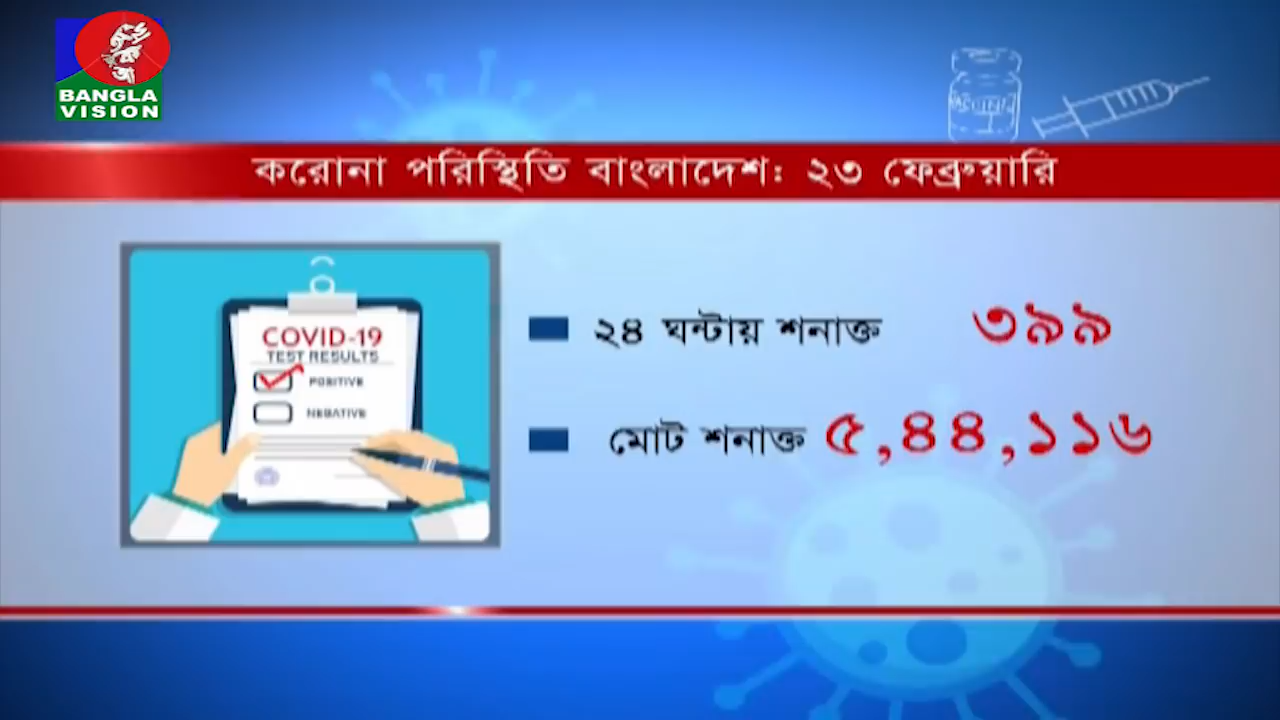 BANGLA
VISION
VACCINE
করোনা পরিস্থিতি বাংলাদেশ: ২৩ ফেব্রুয়ারি
COVID-19
TEST RESULTS
POSITIVE
NEGATIVE
২৪ ঘন্টায় শনাক্ত ৩৯৯
মোট শনাক্ত ৫,৪৪,১১৬